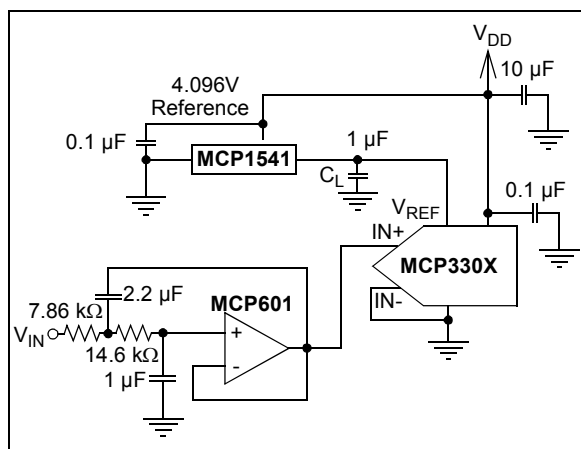 V_DD
10 µF
4.096V
Reference
0.1 µF
MCP1541
1 µF
C_L
0.1 µF
V_REF
IN+
MCP330X
IN-
2.2 µF
MCP601
7.86 kΩ
V_IN
14.6 kΩ
+
-
1 µF